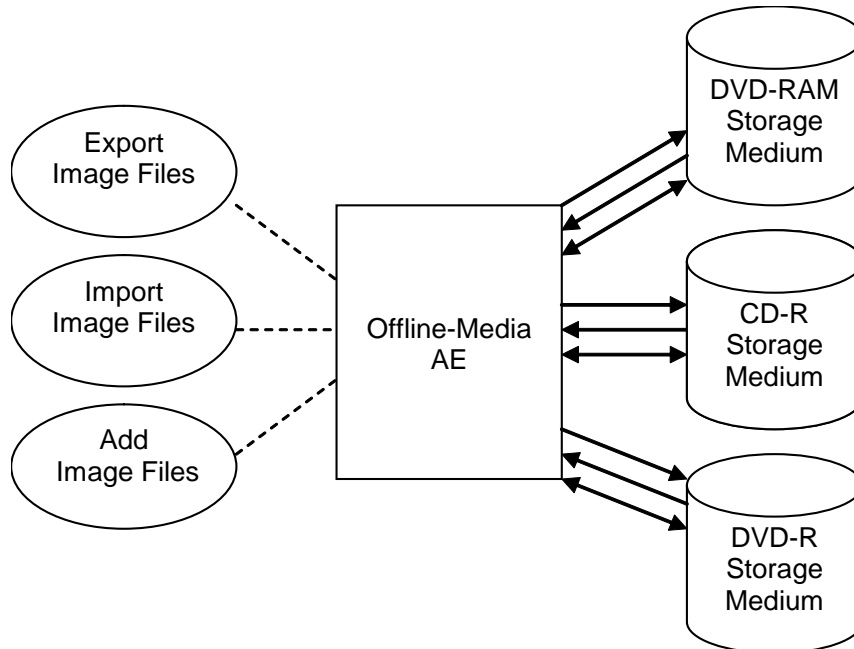 Export
Image Files
Import
Image Files
Add
Image Files
Offline-Media
AE
DVD-RAM
Storage
Medium
CD-R
Storage
Medium
DVD-R
Storage
Medium